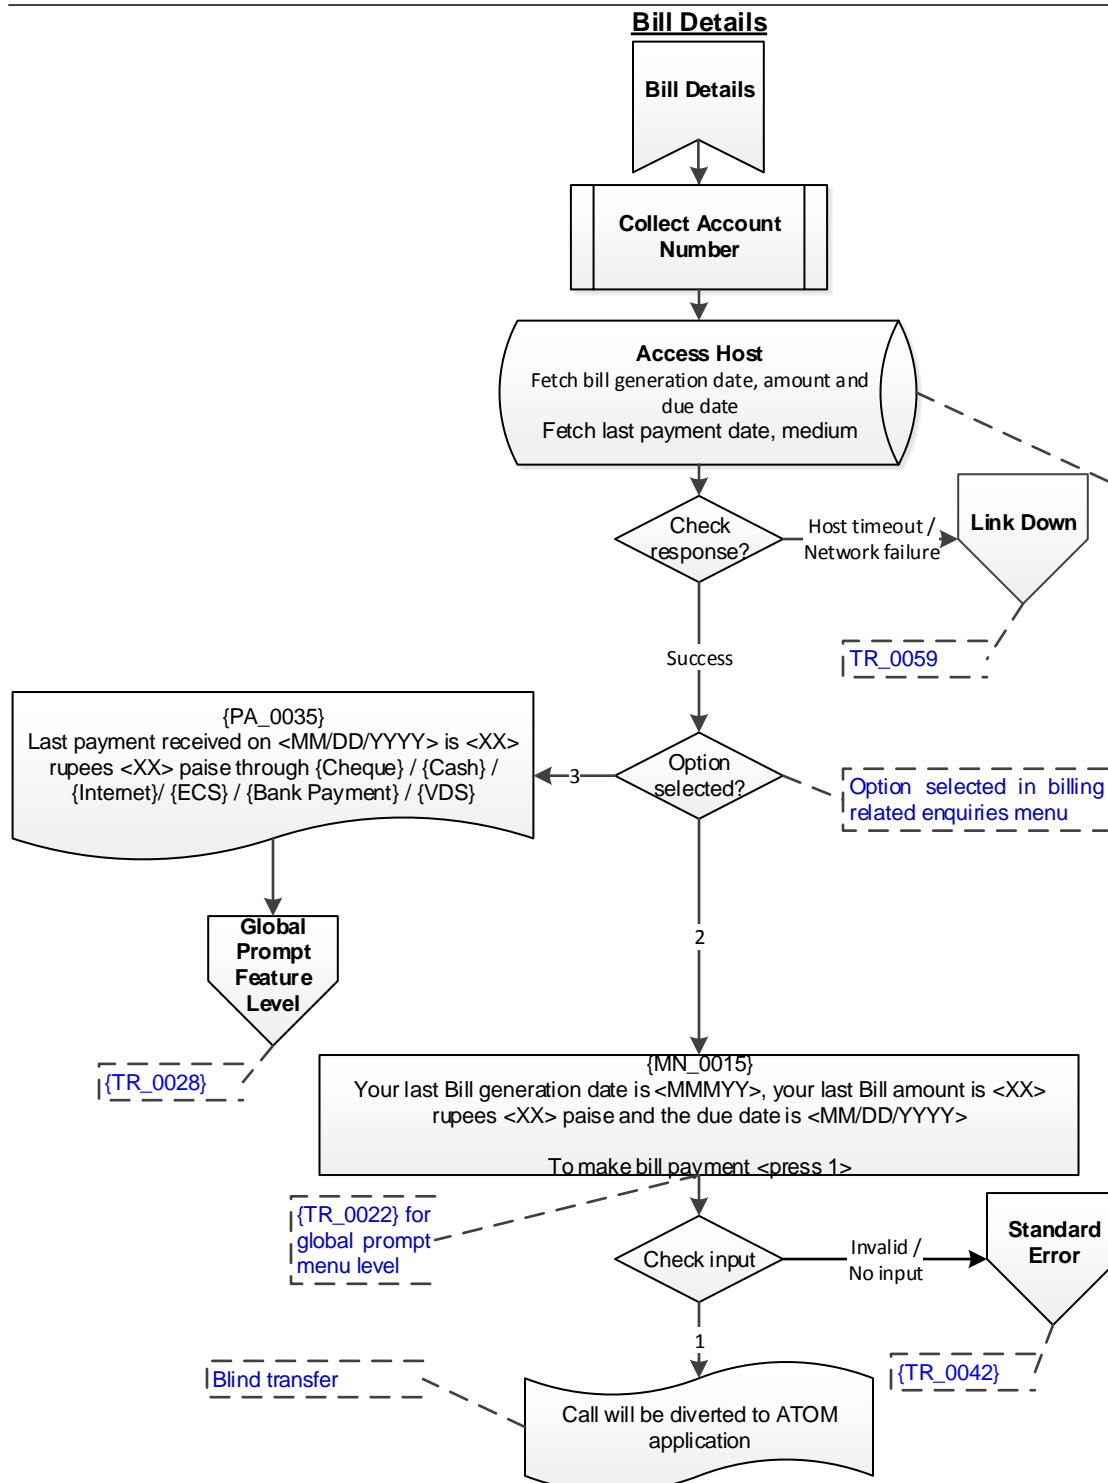 Bill Details
Bill Details
Collect Account
Number
Access Host
Fetch bill generation date, amount and
due date
Fetch last payment date, medium
Check
response?
Host timeout /
Network failure
Link Down
TR_0059
Success
{PA_0035}
Last payment received on <MM/DD/YYYY> is <XX>
rupees <XX> paise through {Cheque} / {Cash} /
{Internet}/ {ECS} / {Bank Payment} / {VDS}
3
Option
selected?
Option selected in billing
related enquiries menu
Global
Prompt
Feature
Level
{TR_0028}
2
{MN_0015}
Your last Bill generation date is <MMMYY>, your last Bill amount is <XX>
rupees <XX> paise and the due date is <MM/DD/YYYY>
To make bill payment <press 1>
{TR_0022} for
global prompt
menu level
Check input
Invalid /
No input
Standard
Error
1
{TR_0042}
Blind transfer
Call will be diverted to ATOM
application